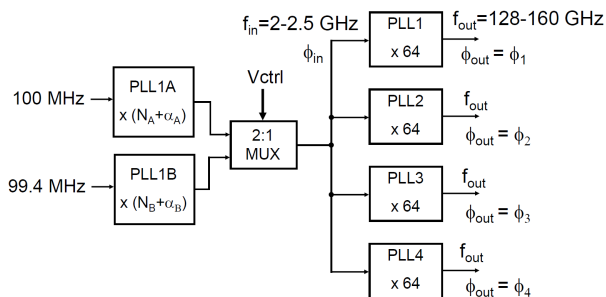 f_in=2-2.5 GHz
ϕ_in
PLL1
x 64
f_out=128-160 GHz
ϕ_out = ϕ_1
100 MHz
PLL1A
x (N_A+α_A)
Vctrl
2:1
MUX
PLL2
x 64
f_out
ϕ_out = ϕ_2
99.4 MHz
PLL1B
x (N_B+α_B)
PLL3
x 64
f_out
ϕ_out = ϕ_3
PLL4
x 64
f_out
ϕ_out = ϕ_4